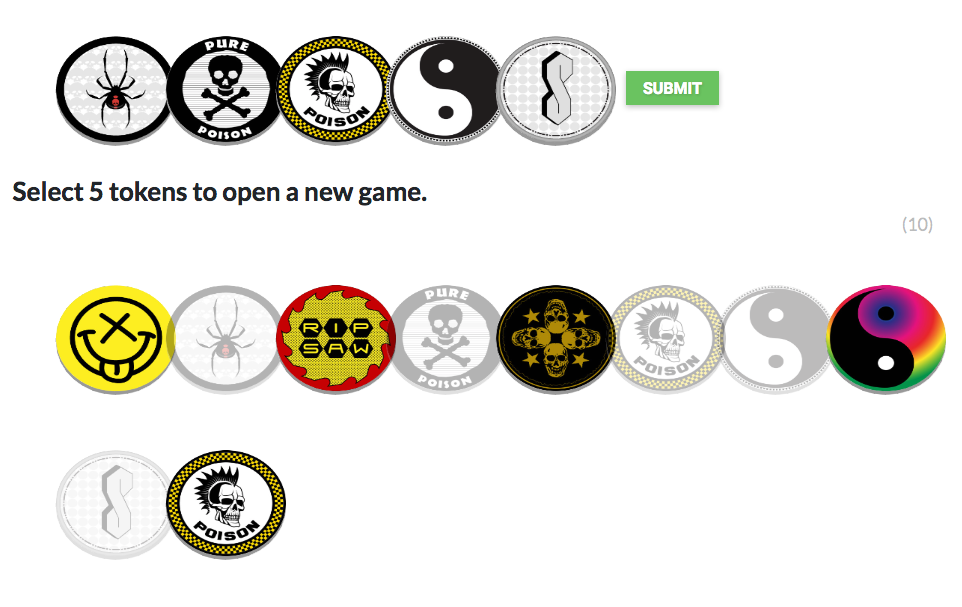 PURE
POISON
POISON
S
SUBMIT
Select 5 tokens to open a new game.
(10)
RIP
SAW
PURE
POISON
POISON
S
POISON